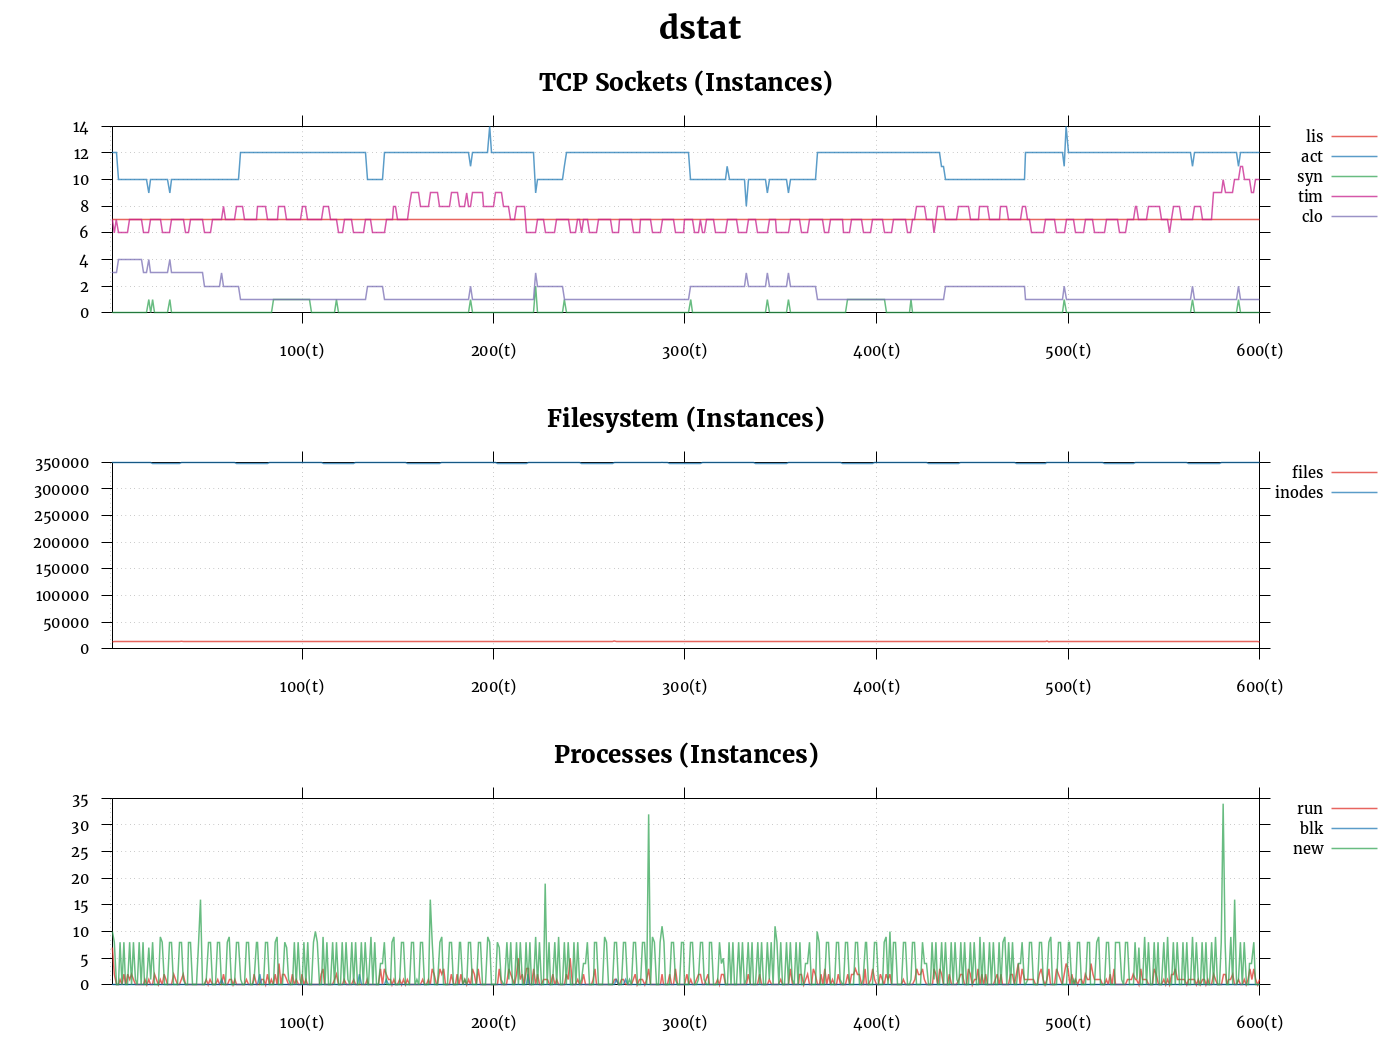 dstat
TCP Sockets (Instances)
14
12
10
8
6
4
2
0
100(t) 200(t) 300(t) 400(t) 500(t) 600(t)
lis
act
syn
tim
clo
Filesystem (Instances)
350000
300000
250000
200000
150000
100000
50000
0
100(t) 200(t) 300(t) 400(t) 500(t) 600(t)
files
inodes
Processes (Instances)
35
30
25
20
15
10
5
0
100(t) 200(t) 300(t) 400(t) 500(t) 600(t)
run
blk
new